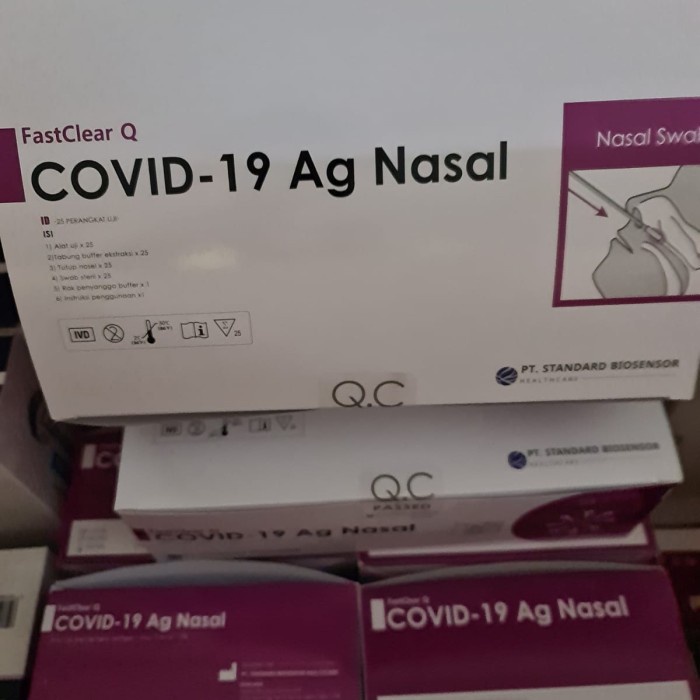 FastClear Q
COVID-19 Ag Nasal
Nasal Swa
ID 25 PERANGKAT UJI
ISI
1) Alat uji x 25
2) Tabung buffer ekstraksi x 25
3) Tutup nosel x 25
4) Swab steril x 25
5) Rak penyangga buffer x 1
6) Instruksi penggunaan x1
IVD
25
PT. STANDARD BIOSENSOR
HEALTHCARE
Q.C
PT. STANDARD BIOSENSOR
Q.C
PASSED
COVID-19 Ag Nasal
FastClear Q
COVID-19 Ag Nasal
FastClear Q
COVID-19 Ag Nasal